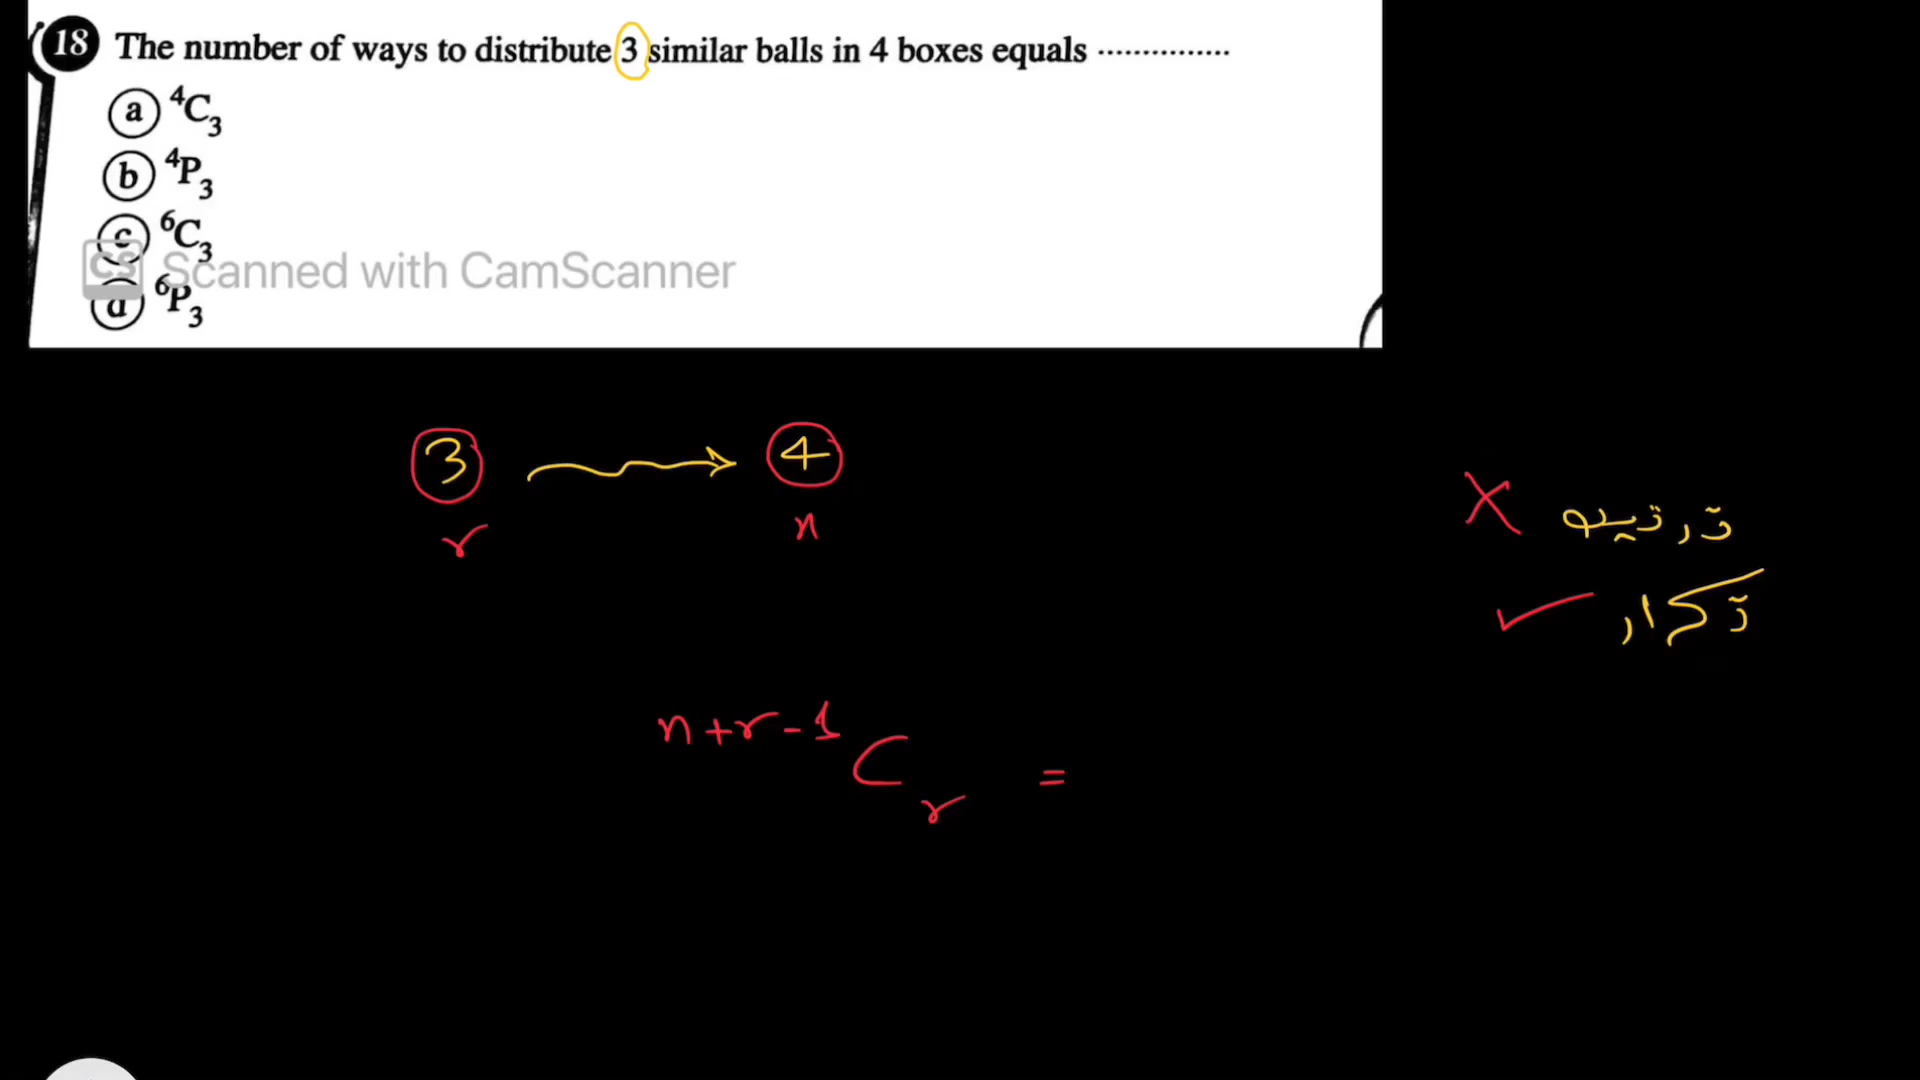 18 The number of ways to distribute 3 similar balls in 4 boxes equals ...............
a ⁴C₃
b ⁴P₃
c ⁶C₃
CS Scanned with CamScanner
d ⁶P₃
3 → 4
r n
ترتيب X
تكرار ✓
n+r-1 C r =